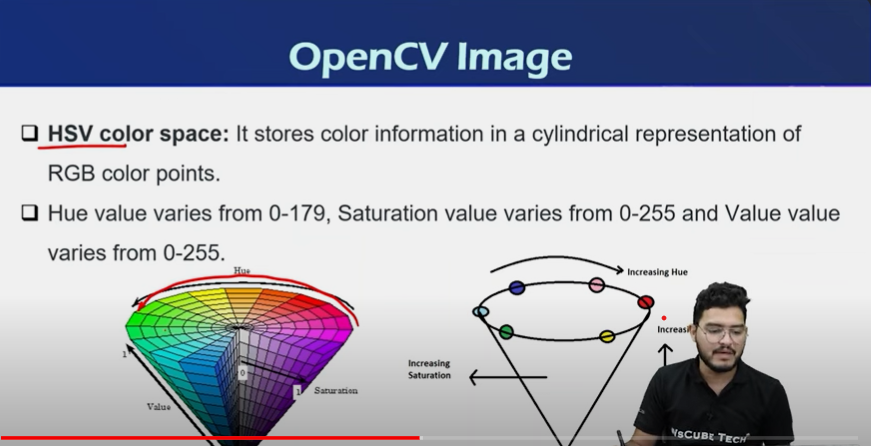 OpenCV Image
❑ HSV color space: It stores color information in a cylindrical representation of
RGB color points.
❑ Hue value varies from 0-179, Saturation value varies from 0-255 and Value value
varies from 0-255.
Hue
Increasing Hue
1
Increasing
Saturation
0
1
Saturation
Value
TECH